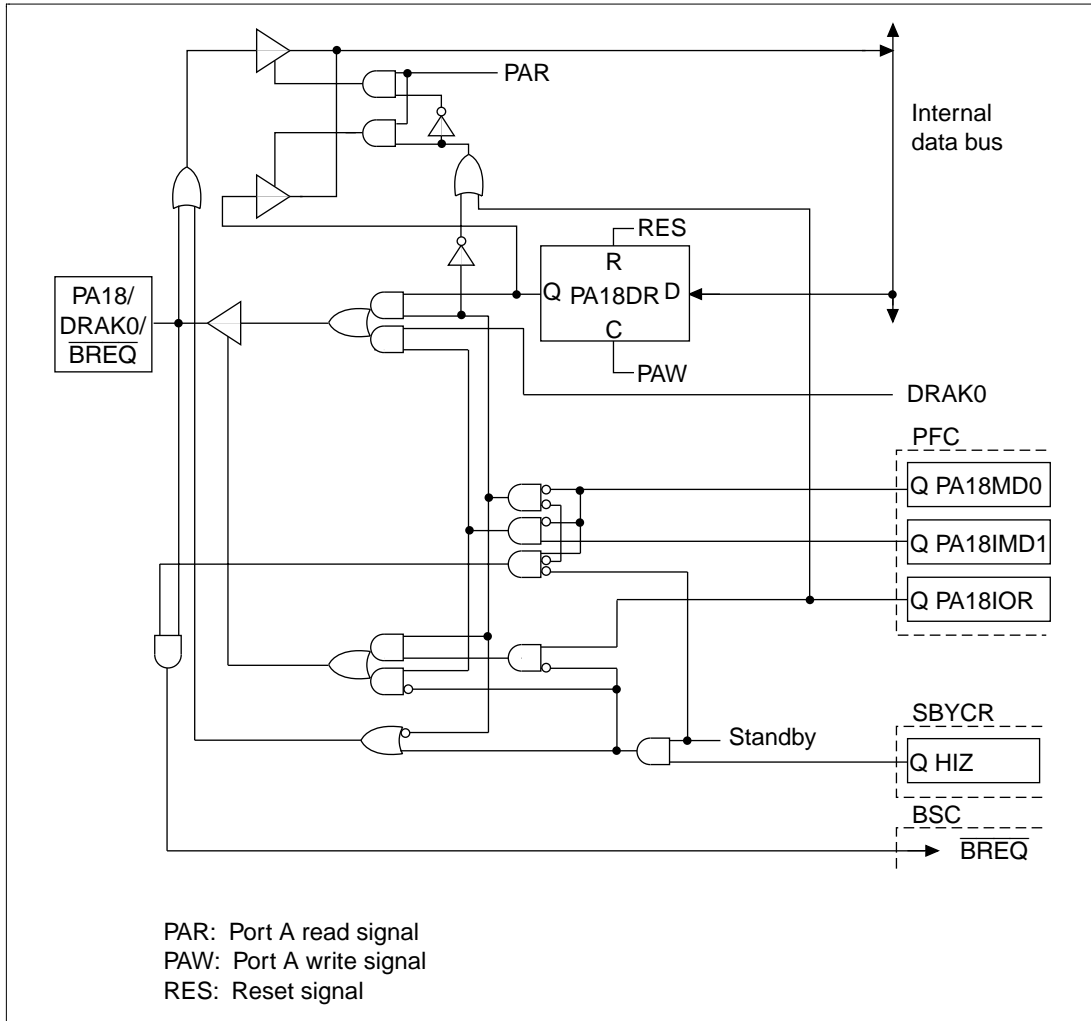 PAR
Internal
data bus
RES
R
Q PA18DR D
C
PA18/
DRAK0/
BREQ
PAW
DRAK0
PFC
Q PA18MD0
Q PA18IMD1
Q PA18IOR
SBYCR
Standby
Q HIZ
BSC
BREQ
PAR: Port A read signal
PAW: Port A write signal
RES: Reset signal